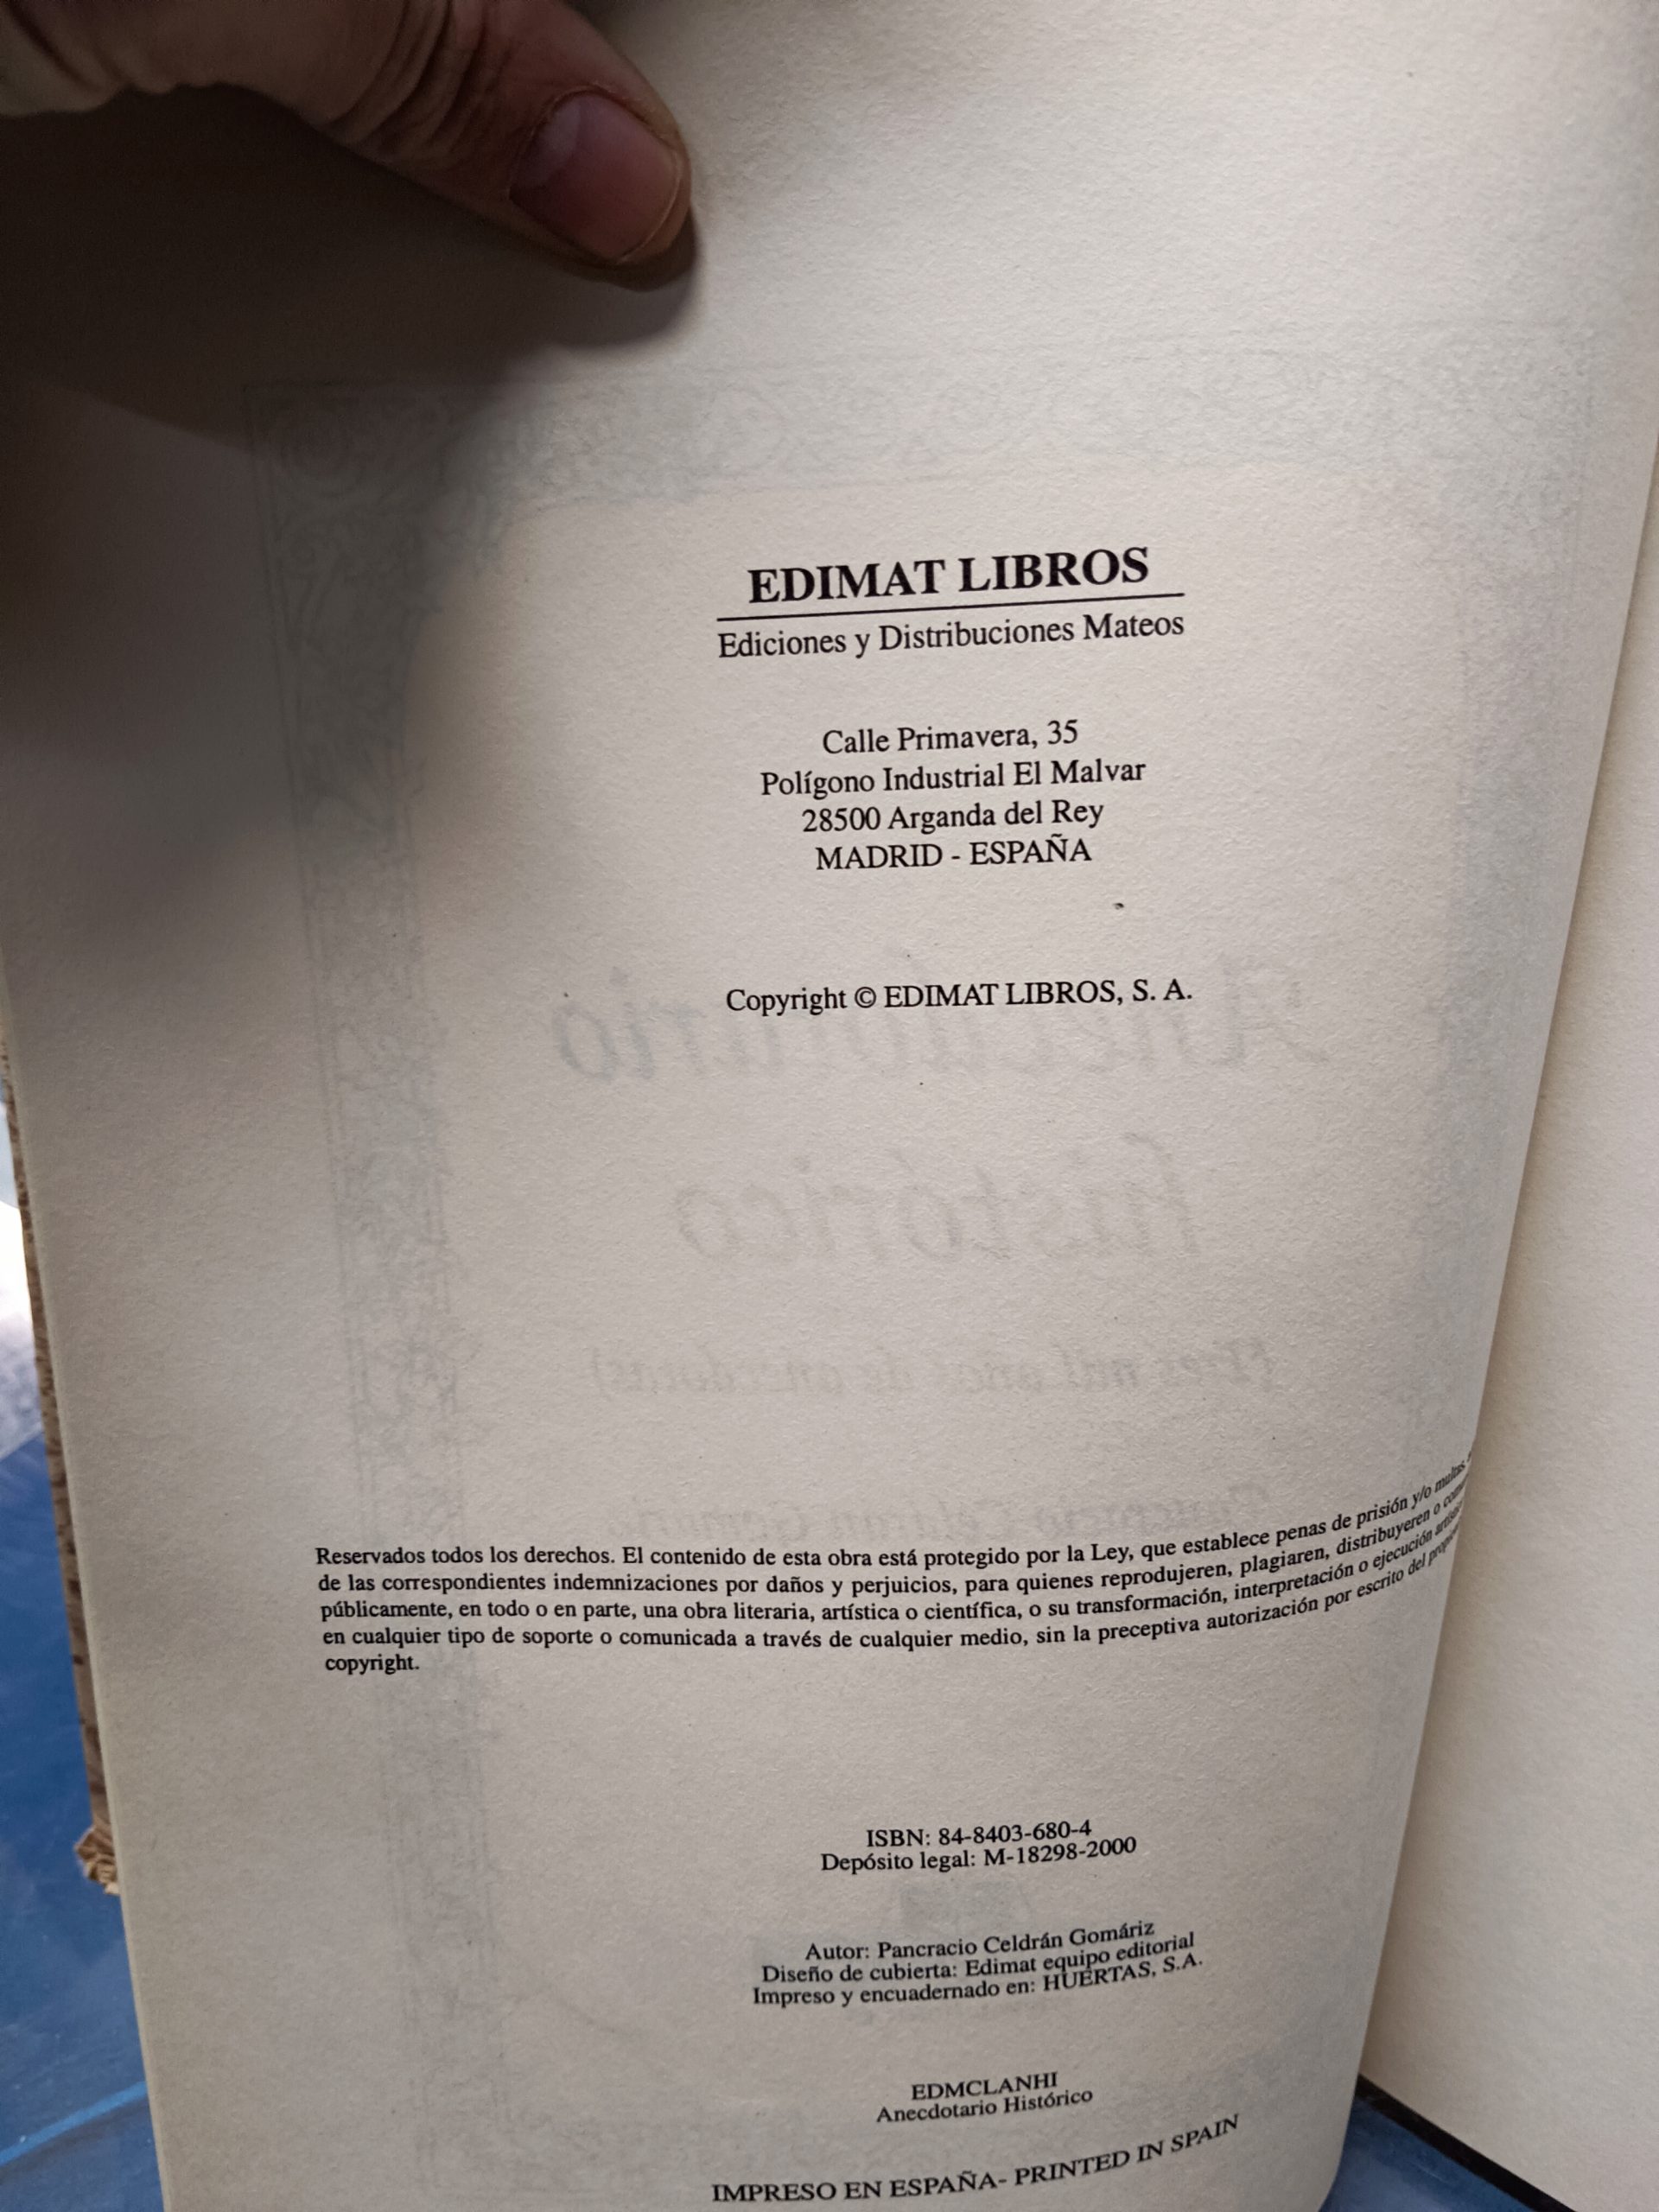 EDIMAT LIBROS
Ediciones y Distribuciones Mateos
Calle Primavera, 35
Polígono Industrial El Malvar
28500 Arganda del Rey
MADRID - ESPAÑA
Copyright © EDIMAT LIBROS, S. A.
Reservados todos los derechos. El contenido de esta obra está protegido por la Ley, que establece penas de prisión y/o multas
de las correspondientes indemnizaciones por daños y perjuicios, para quienes reprodujeren, plagiaren, distribuyeren o
públicamente, en todo o en parte, una obra literaria, artística o científica, o su transformación, interpretación o ejecución
en cualquier tipo de soporte o comunicada a través de cualquier medio, sin la preceptiva autorización por escrito del
copyright.
ISBN: 84-8403-680-4
Depósito legal: M-18298-2000
Autor: Pancracio Celdrán Gomáriz
Diseño de cubierta: Edimat equipo editorial
Impreso y encuadernado en: HUERTAS, S.A.
EDMCLANHI
Anecdotario Histórico
IMPRESO EN ESPAÑA- PRINTED IN SPAIN